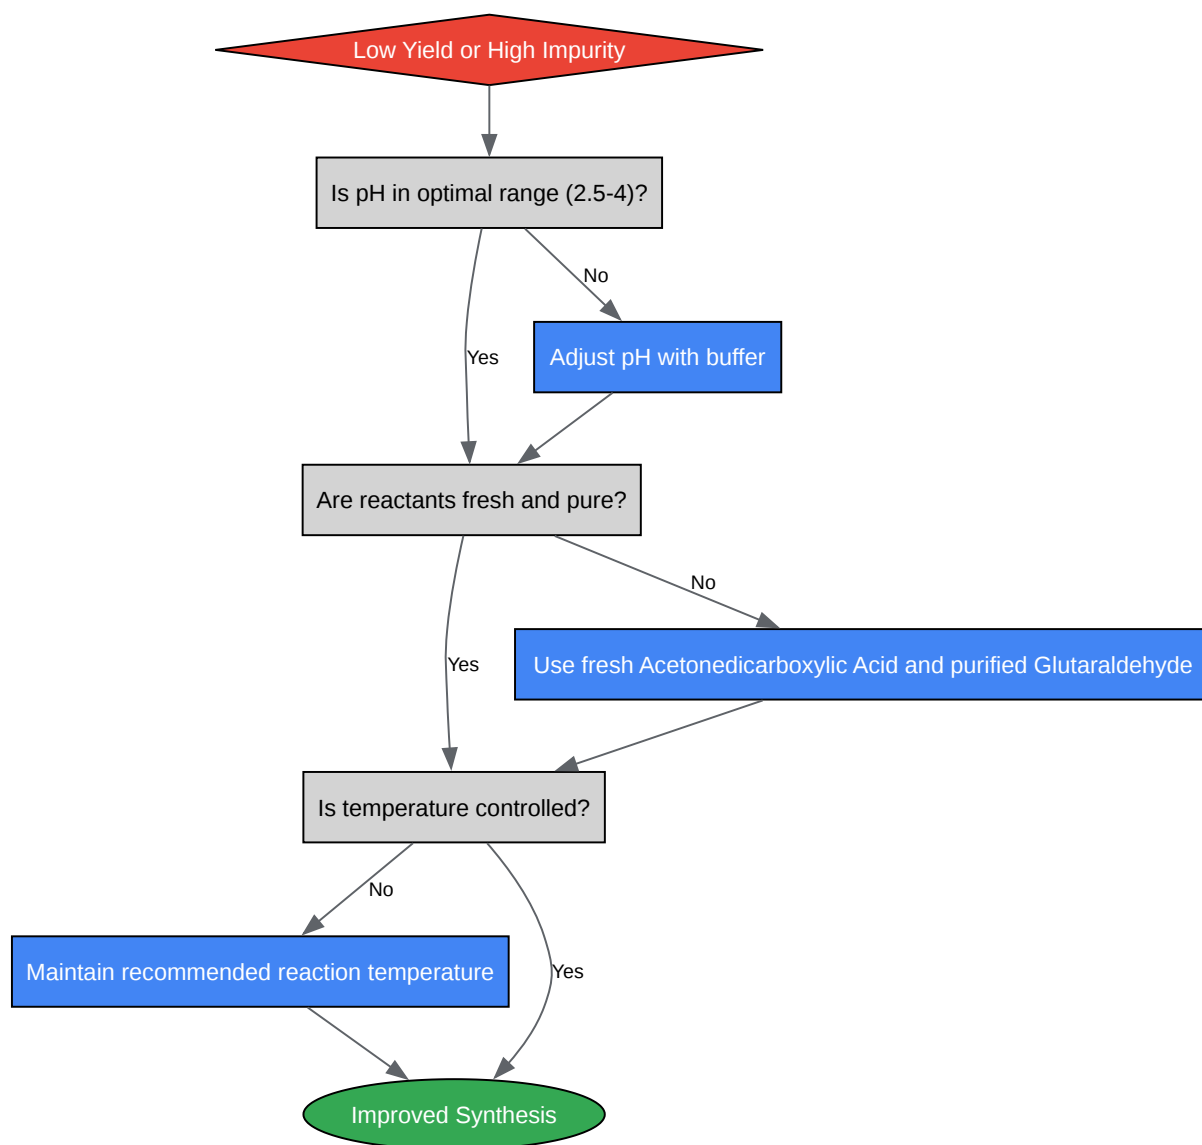 Low Yield or High Impurity
Is pH in optimal range (2.5-4)?
No
Yes
Adjust pH with buffer
Are reactants fresh and pure?
No
Yes
Use fresh Acetonedicarboxylic Acid and purified Glutaraldehyde
Is temperature controlled?
No
Maintain recommended reaction temperature
Yes
Improved Synthesis